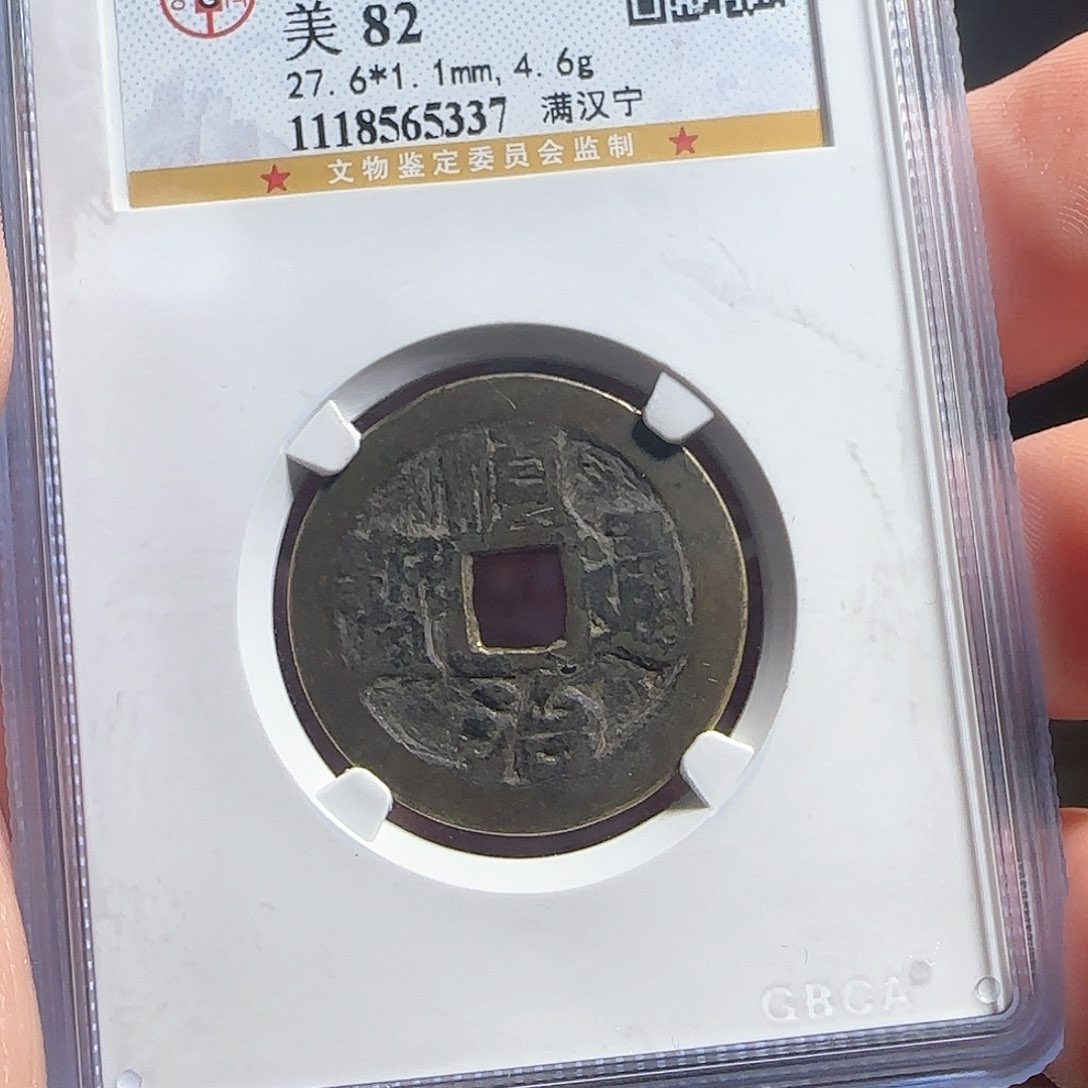 美 82
27.6*1.1mm, 4.6g
1118565337 满汉宁
★ 文物鉴定委员会监制 ★
順
治
GBCA